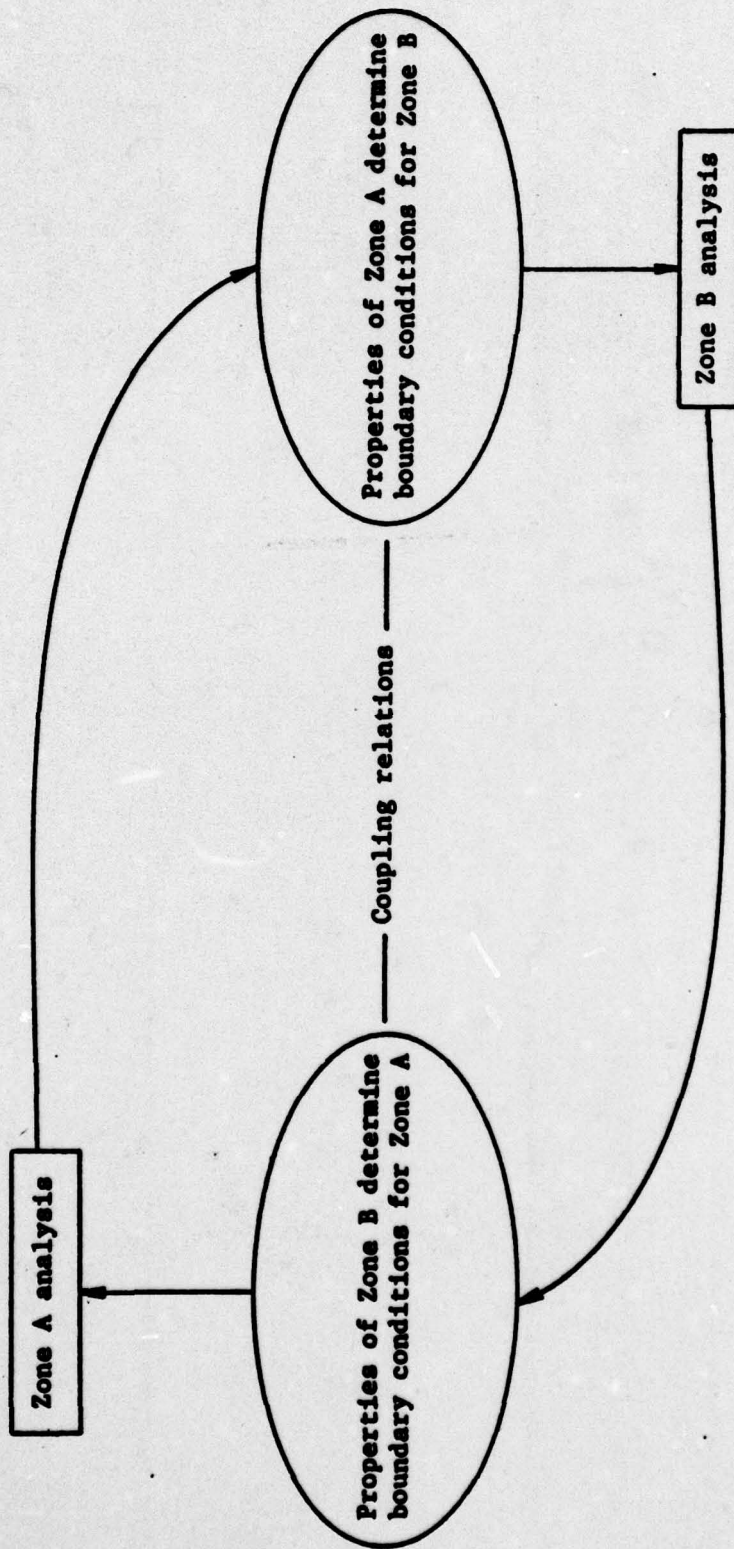 Zone A analysis
Properties of Zone B determine
boundary conditions for Zone A
Coupling relations
Properties of Zone A determine
boundary conditions for Zone B
Zone B analysis